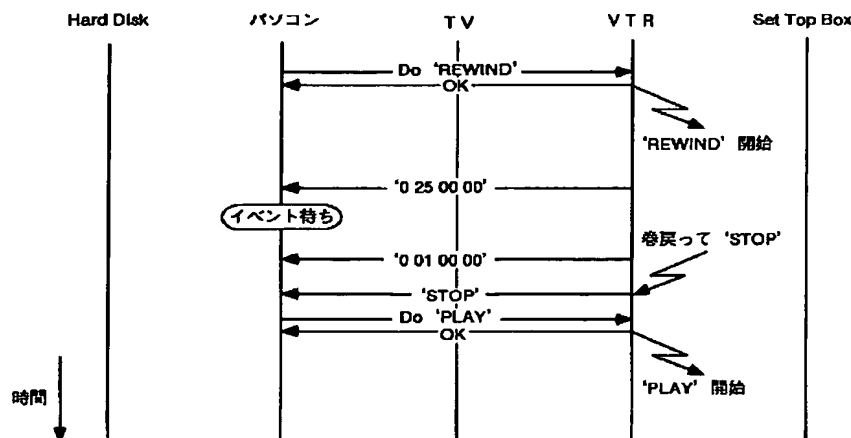 Hard Disk パソコン TV VTR Set Top Box
Do ‘REWIND’
OK
‘REWIND’ 開始
‘0 25 00 00’
イベント待ち
巻戻って ‘STOP’
‘0 01 00 00’
‘STOP’
Do ‘PLAY’
OK
‘PLAY’ 開始
時間